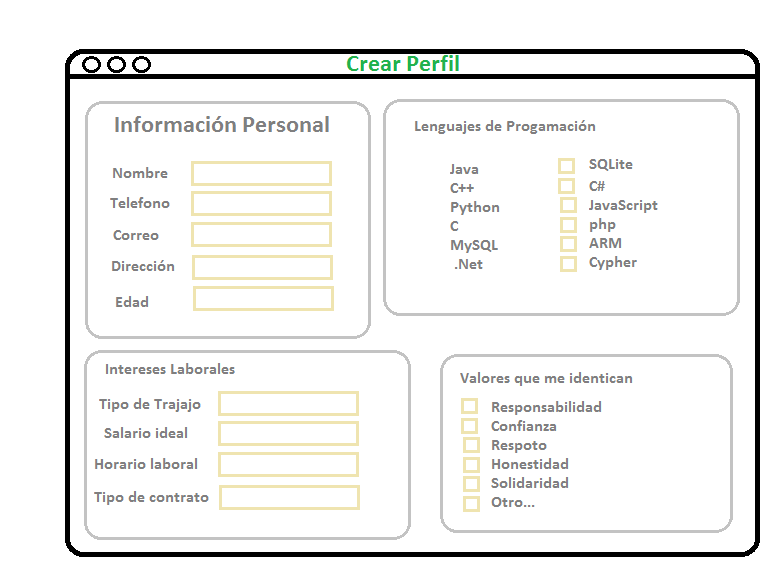 Crear Perfil
Información Personal
Nombre
Telefono
Correo
Dirección
Edad
Lenguajes de Progamación
Java
C++
Python
C
MySQL
.Net
SQLite
C#
JavaScript
php
ARM
Cypher
Intereses Laborales
Tipo de Trajajo
Salario ideal
Horario laboral
Tipo de contrato
Valores que me identican
Responsabilidad
Confianza
Respoto
Honestidad
Solidaridad
Otro...